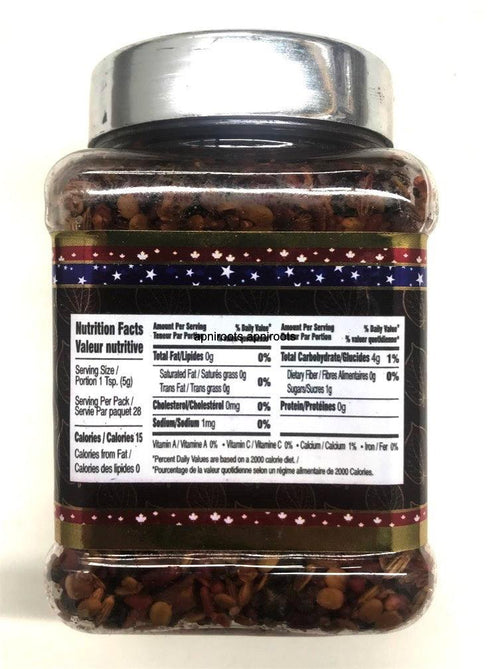 Nutrition Facts
Valeur nutritive
Serving Size /
Portion 1 Tsp. (5g)
Serving Per Pack /
Servie Par paquet 28
Calories / Calories 15
Calories from Fat /
Calories des lipides 0
Amount Per Serving % Daily Value*
Teneur Par Portion
apniroots apniroots
Total Fat/Lipides 0g 0%
Saturated Fat / Saturés grass 0g
Trans Fat / Trans grass 0g 0%
Cholesterol/Choléstérol 0mg 0%
Sodium/Sodium 1mg 0%
Amount Per Serving % Daily Value*
Teneur Par Portion % valeur quotidienne*
Total Carbohydrate/Glucides 4g 1%
Dietary Fiber / Fibres Alimentaires 0g 0%
Sugars/Sucres 1g
Protein/Protéines 0g
Vitamin A / Vitamine A 0% • Vitamin C / Vitamine C 0% • Calcium / Calcium 1% • Iron / Fer 0%
*Percent Daily Values are based on a 2000 calorie diet. /
*Pourcentage de la valeur quotidienne selon un régime alimentaire de 2000 Calories.